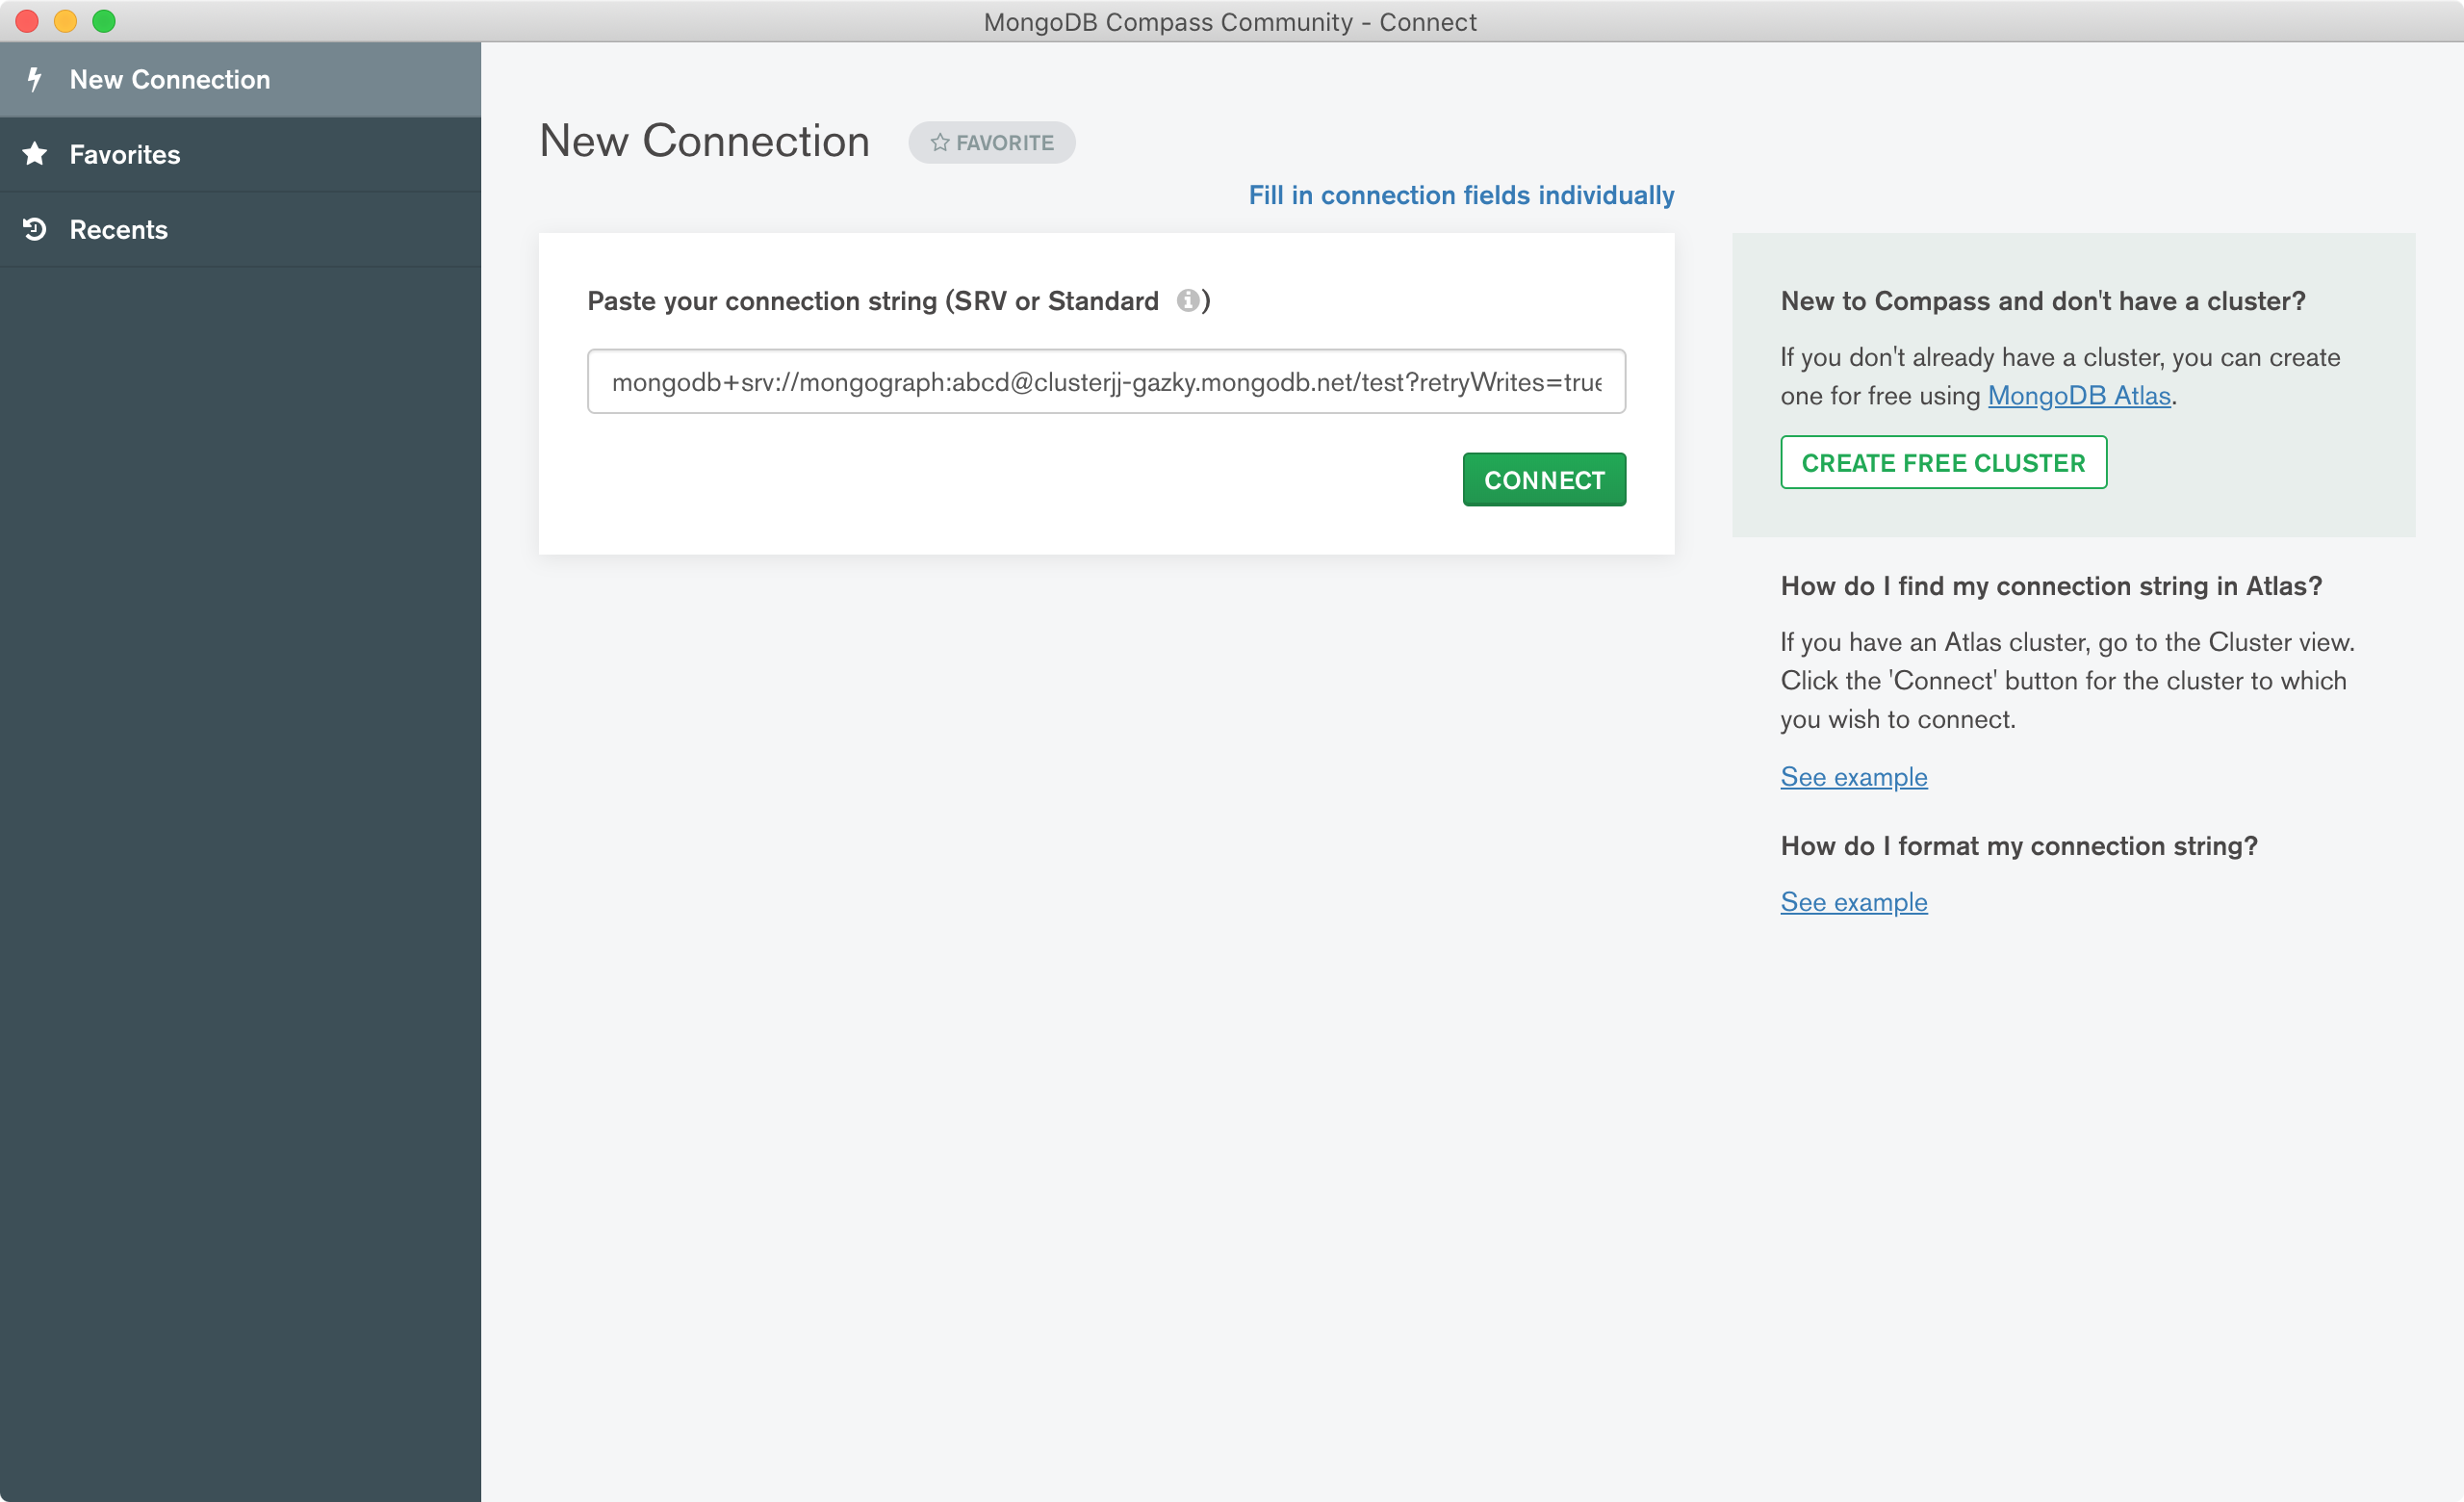 MongoDB Compass Community - Connect
New Connection
Favorites
Recents
New Connection
FAVORITE
Fill in connection fields individually
Paste your connection string (SRV or Standard )
mongodb+srv://mongograph:abcd@clusterjj-gazky.mongodb.net/test?retryWrites=true
CONNECT
New to Compass and don't have a cluster?
If you don't already have a cluster, you can create
one for free using MongoDB Atlas.
CREATE FREE CLUSTER
How do I find my connection string in Atlas?
If you have an Atlas cluster, go to the Cluster view.
Click the 'Connect' button for the cluster to which
you wish to connect.
See example
How do I format my connection string?
See example